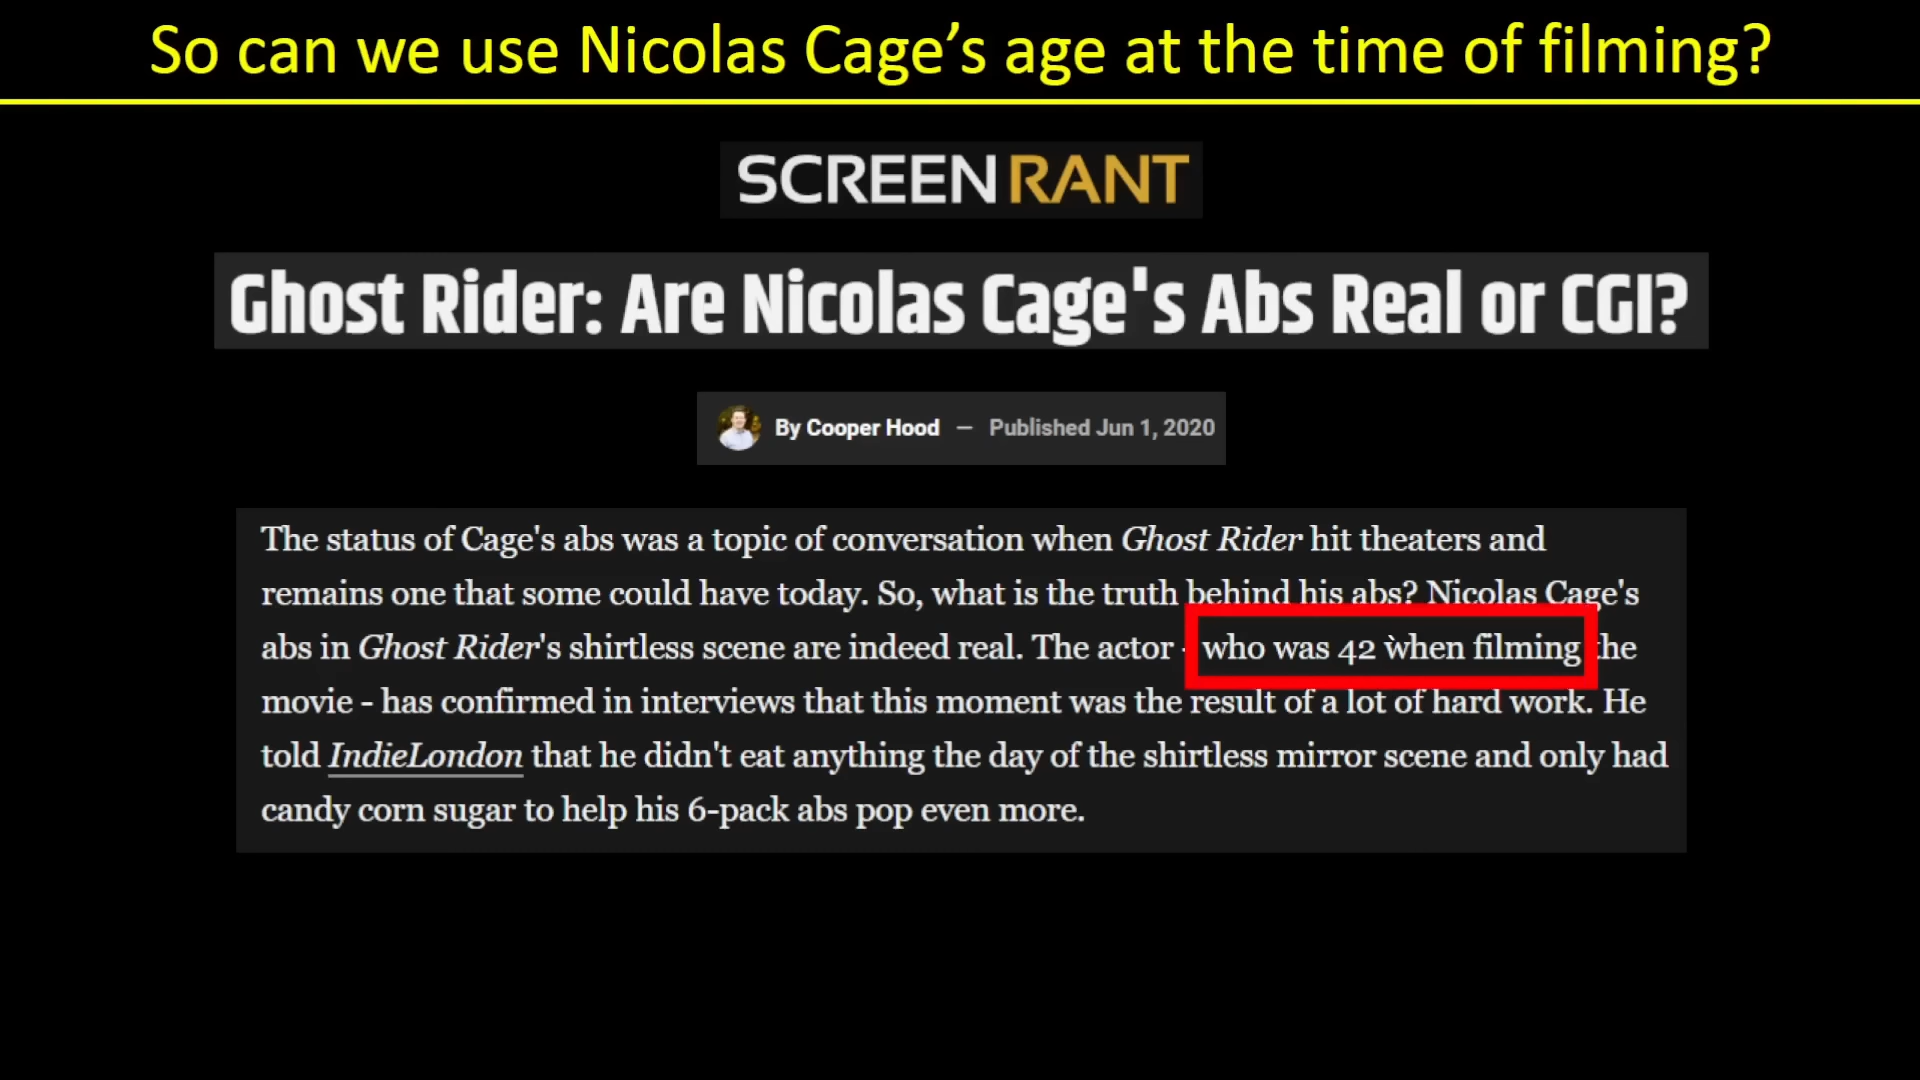 So can we use Nicolas Cage’s age at the time of filming?
SCREENRANT
Ghost Rider: Are Nicolas Cage's Abs Real or CGI?
By Cooper Hood — Published Jun 1, 2020
The status of Cage's abs was a topic of conversation when Ghost Rider hit theaters and
remains one that some could have today. So, what is the truth behind his abs? Nicolas Cage's
abs in Ghost Rider's shirtless scene are indeed real. The actor - who was 42 when filming the
movie - has confirmed in interviews that this moment was the result of a lot of hard work. He
told IndieLondon that he didn't eat anything the day of the shirtless mirror scene and only had
candy corn sugar to help his 6-pack abs pop even more.